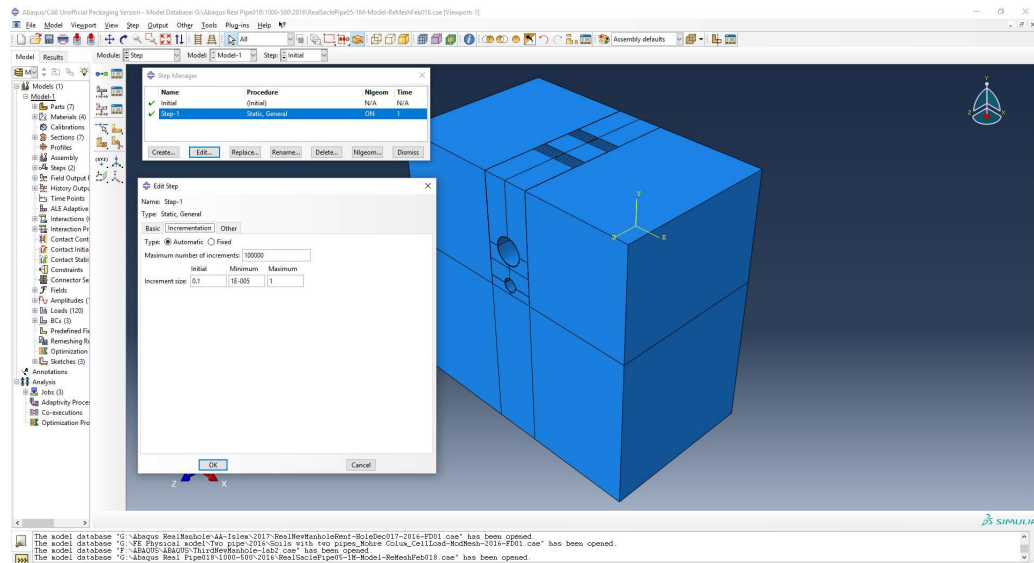 Abaqus/CAE Unofficial Packaging Version - Model Database: G:\Abaqus Real Pipe018\1000-500\2016\RealSaclePipe05-1M-Model-ReMeshFeb018.cae* [Viewport: 1]
File Model Viewport View Step Output Other Tools Plug-ins Help
All
Assembly defaults
Model Results
Module: Step Model: Model-1 Step: Initial
Models (1)
Model-1
Parts (7)
Materials (4)
Calibrations
Sections (7)
Profiles
Assembly
Steps (2)
Field Output
History Outpu
Time Points
ALE Adaptive
Interactions (
Interaction Pr
Contact Cont
Contact Initia
Contact Stabi
Constraints
Connector Se
Fields
Amplitudes (
Loads (120)
BCs (3)
Predefined Fi
Remeshing R
Optimization
Sketches (3)
Annotations
Analysis
Jobs (3)
Adaptivity Proce
Co-executions
Optimization Pro
Step Manager
Name Procedure Nlgeom Time
Initial (Initial) N/A N/A
Step-1 Static, General ON 1
Create... Edit... Replace... Rename... Delete... Nlgeom... Dismiss
Edit Step
Name: Step-1
Type: Static, General
Basic Incrementation Other
Type: Automatic Fixed
Maximum number of increments: 100000
Initial Minimum Maximum
Increment size: 0.1 1E-005 1
OK Cancel
Y
Z X
Y
Z X
Z X
SIMULIA
The model database "G:\Abaqus RealManhole\AA-Islem\2017\RealNewManholeRenf-HoleDec017-2016-FD01.cae" has been opened.
The model database "G:\FE Physical model\Two pipe\2016\Soils with two pipes_Mohre Colum_CellLoad-ModMesh-2016-FD01.cae" has been opened.
The model database "F:\ABAQUS\ABAQUS\ThirdNewManhole-lab2.cae" has been opened.
The model database "G:\Abaqus Real Pipe018\1000-500\2016\RealSaclePipe05-1M-Model-ReMeshFeb018.cae" has been opened.